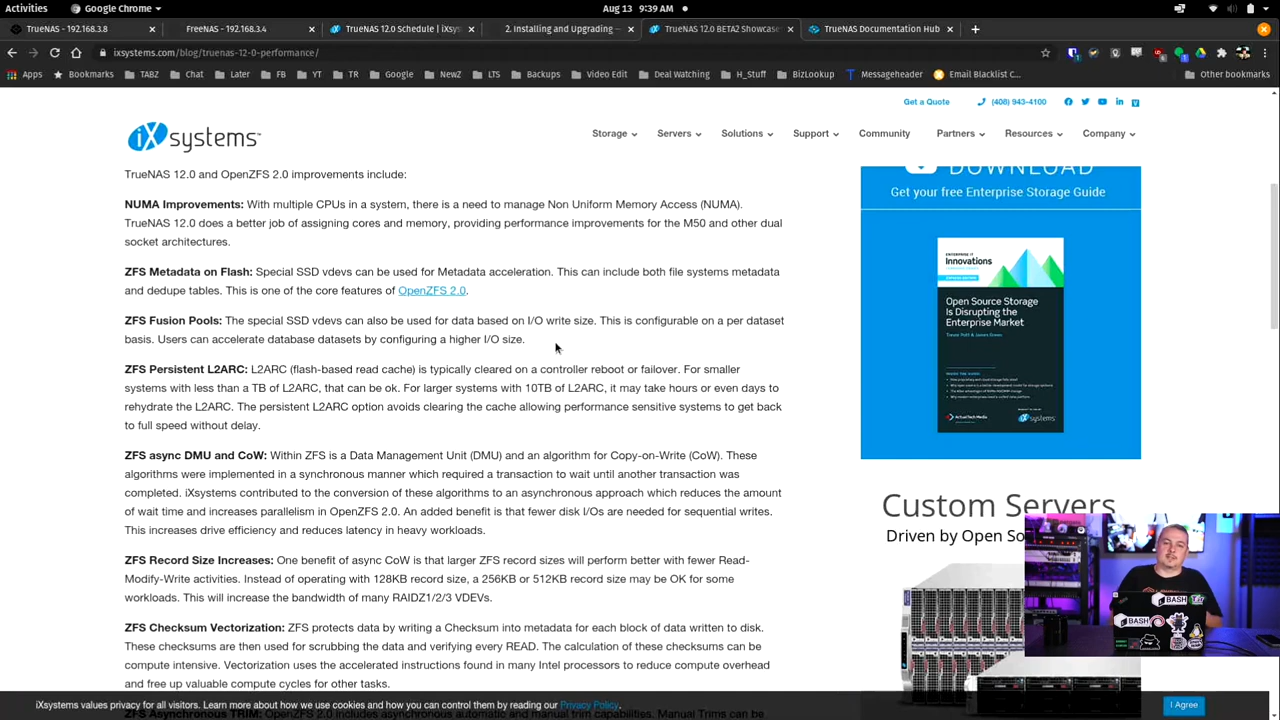 Activities
Google Chrome
Aug 13 9:39 AM
TrueNAS - 192.168.3.8
FreeNAS - 192.168.3.4
TrueNAS 12.0 Schedule | iXsys
2. Installing and Upgrading —
TrueNAS 12.0 BETA2 Showcase
TrueNAS Documentation Hub
ixsystems.com/blog/truenas-12-0-performance/
Apps
Bookmarks
TABZ
Chat
Later
FB
YT
TR
Google
NewZ
LTS
Backups
Video Edit
Deal Watching
H_Stuff
BizLookup
Messageheader
Email Blacklist C...
Other bookmarks
Get a Quote
(408) 943-4100
iXsystems
Storage
Servers
Solutions
Support
Community
Partners
Resources
Company
TrueNAS 12.0 and OpenZFS 2.0 improvements include:
NUMA Improvements: With multiple CPUs in a system, there is a need to manage Non Uniform Memory Access (NUMA).
TrueNAS 12.0 does a better job of assigning cores and memory, providing performance improvements for the M50 and other dual
socket architectures.
ZFS Metadata on Flash: Special SSD vdevs can be used for Metadata acceleration. This can include both file systems metadata
and dedupe tables. This is one of the core features of OpenZFS 2.0.
ZFS Fusion Pools: The special SSD vdevs can also be used for data based on I/O write size. This is configurable on a per dataset
basis. Users can accelerate database datasets by configuring a higher I/O size.
ZFS Persistent L2ARC: L2ARC (flash-based read cache) is typically cleared on a controller reboot or failover. For smaller
systems with less than a TB of L2ARC, that can be ok. For larger systems with 10TB of L2ARC, it may take hours or even days to
rehydrate the L2ARC. The persistent L2ARC option avoids clearing the cache allowing performance sensitive systems to get back
to full speed without delay.
ZFS async DMU and CoW: Within ZFS is a Data Management Unit (DMU) and an algorithm for Copy-on-Write (CoW). These
algorithms were implemented in a synchronous manner which required a transaction to wait until another transaction was
completed. iXsystems contributed to the conversion of these algorithms to an asynchronous approach which reduces the amount
of wait time and increases parallelism in OpenZFS 2.0. An added benefit is that fewer disk I/Os are needed for sequential writes.
This increases drive efficiency and reduces latency in heavy workloads.
ZFS Record Size Increases: One benefit of async CoW is that larger ZFS record sizes will perform better with fewer Read-
Modify-Write activities. Instead of operating with 128KB record size, a 256KB or 512KB record size may be OK for some
workloads. This will increase the bandwidth of many RAIDZ1/2/3 VDEVs.
ZFS Checksum Vectorization: ZFS protects data by writing a Checksum into metadata for each block of data written to disk.
These checksums are then used for scrubbing the data and verifying every READ. The calculation of these checksums can be
compute intensive. Vectorization uses the accelerated instructions found in many Intel processors to reduce compute overhead
and free up valuable compute cycles for other tasks.
ZFS Asynchronous TRIM: OpenZFS 2.0 includes asynchronous automatic and manual trim capabilities. Manual Trims can be
DOWNLOAD
Get your free Enterprise Storage Guide
Innovations
Open Source Storage
Is Disrupting the
Enterprise Market
iXsystems
Custom Servers
Driven by Open So
BASH
iXsystems values privacy for all visitors. Learn more about how we use cookies and how you can control them by reading our Privacy Policy.
I Agree